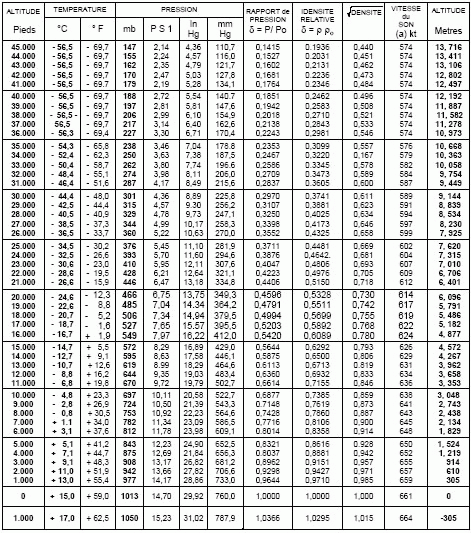 ALTITUDE TEMPERATURE PRESSION RAPPORT de IDENSITE √DENSITE VITESSE ALTITUDE
PRESSION RELATIVE du SON
Pieds °C ° F mb P S 1 In Hg mm Hg δ = P/ Po δ = ρ ρo (a) kt Metres
45.000 - 56,5 - 69,7 147 2,14 4,36 110,7 0,1415 0.1936 0,440 574 13,716
44.000 - 56,5 - 69,7 155 2,24 4,57 116,0 0,1527 0.2031 0,451 574 13,411
43.000 - 56,5 - 69,7 162 2,35 4,79 121,7 0,1602 0.2131 0,462 574 13,106
42.000 - 56,5 - 69,7 170 2,47 5,03 127,8 0,1681 0.2236 0,473 574 12,802
41.000 - 56,5 - 69,7 179 2,19 5,28 134,1 0,1764 0.2346 0,484 574 12,497
40.000 - 56,5 - 69,7 188 2,72 5,54 140,7 0,1851 0.2462 0,496 574 12,192
39.000 - 56,5 - 69,7 197 2,81 5,81 147,6 0,1942 0.2583 0,508 574 11,887
38.000 - 56,5 - 69,7 206 2,99 6,10 154,9 0,2018 0,2710 0,521 574 11,582
37.000 56,5 - 69,7 217 3,14 6,40 162,6 0,2138 0,2843 0,533 574 11,278
36.000 - 56,3 - 69,4 227 3,30 6,71 170,4 0,2243 0,2981 0,546 574 10,973
35.000 - 54,3 - 65,8 238 3,46 7,04 178.8 0,2353 0,3099 0,557 576 10,668
34.000 - 52,4 - 62,3 250 3,63 7,38 187,5 0,2467 0,3220 0,167 579 10,363
33.000 - 50,4 - 58,7 262 3,80 7,74 196,6 0,2586 0.3345 0,578 582 10,058
32.000 - 48,4 - 55,1 274 3,98 8,11 206,0 0,2709 0,3473 0,589 584 9,754
31.000 - 46,4 - 51,6 287 4,17 8,49 215,6 0,2837 0,3605 0,600 587 9,449
30.000 - 44,4 - 48,0 301 4,36 8,89 225,8 0,2970 0,3741 0,611 589 9,144
29.000 - 42,5 - 44,4 315 4,57 9,30 256,2 0,3107 0,3881 0,623 591 8,839
28.000 - 40,5 - 40,9 329 4,78 9,73 247,1 0,3250 0,4025 0,634 594 8,534
27.000 - 38,5 - 37,3 344 4,99 10,17 258,3 0,3398 0,4173 0,646 597 8,230
26.000 - 36,5 - 33,7 360 5,22 10,63 270,0 0,3552 0,4325 0,658 599 7,925
25.000 - 34,5 - 30,2 376 5,45 11,10 281,9 0,3711 0,4481 0,669 602 7,620
24.000 - 32,5 - 26,6 393 5,70 11,60 294,6 0,3876 0,4642. 0,681 604 7,315
23.000 - 30,6 - 23,0 410 5,95 12,11 307,6 0,4047 0,4806 0,693 607 7,010
22.000 - 28,6 - 19,5 428 6,21 12,64 321,1 0,4223 0,4976 0,705 609 6,706
21.000 - 26,6 - 15,9 446 6,47 13,18 334,8 0,4406 0,5150 0,718 612 6,401
20.000 - 24,6 - 12,3 466 6,75 13,75 349,3 0,4596 0,5328 0,730 614 6,096
19.000 - 22,6 - 8,8 485 7,04 14.34 364,2 0,4791 0,5511 0,742 617 5,791
18.000 - 20,7 - 5,2 506 7,34 14,94 379,5 0,4994 0,5699 0,755 619 5,486
17.000 - 18,7 - 1,6 527 7,65 15.57 395,5 0,5203 0,5892 0,768 622 5,182
16.000 - 16,7 + 1,9 549 7,97 16,22 412,0 0,5420 0,6089 0,780 624 4,877
15.000 - 14,7 + 5,5 572 8,29 16,89 429,0 0,5644 0,6292 0,793 626 4,572
14.000 - 12,7 + 9,1 595 8,63 17,58 446,1 0,5875 0,6500 0,806 629 4,267
13.000 - 10,7 + 12,6 619 8,99 18,29 464,6 0,6113 0,6713 0,819 631 3,962
12.000 - 8,8 + 16,2 644 9,35 19,03 483,4 0,6360 0,6932 0,833 634 3,658
11.000 - 6,8 + 19,8 670 9,72 19,79 502,7 0,6614 0,7155 0,846 636 3,353
10.000 - 4,8 + 23,3 697 10,11 20,58 522,7 0,6877 0,7385 0,859 638 3,048
9.000 - 2,8 + 26,9 724 10,50 21,39 543,3 0,7148 0,7619 0,873 641 2,743
8.000 - 0,8 + 30,5 753 10,92 22,23 564,6 0,7428 0,7860 0,887 643 2,438
7.000 + 1.1 + 34,0 782 11,34 23,09 586,5 0,7716 0,8106 0,900 645 2,134
6.000 + 3,1 + 37,6 812 11,78 23,98 609,1 0,8014 0,8358 0,914 648 1,829
5.000 + 5,1 + 41,2 843 12,23 24,90 652,5 0,8321 0,8616 0,928 650 1,524
4.000 + 7,1 + 44,7 875 12,69 21,84 656,3 0,8037 0,8881 0,942 652 1,219
3.000 + 9,1 + 48,3 908 13,17 26,82 681,2 0,8962 0,9151 0,957 655 914
2.000 + 11,0 + 51,9 942 13,66 27,82 706,6 0,9298 0,9427 0,971 657 610
1.000 + 13,0 + 55,4 977 14,17 28,86 733,0 0,9644 0,9710 0,985 659 305
0 + 15,0 + 59,0 1013 14,70 29,92 760,0 1,0000 1,0000 1,000 661 0
1.000 + 17,0 + 62,5 1050 15,23 31,02 787,9 1,0366 1,0295 1,015 664 -305